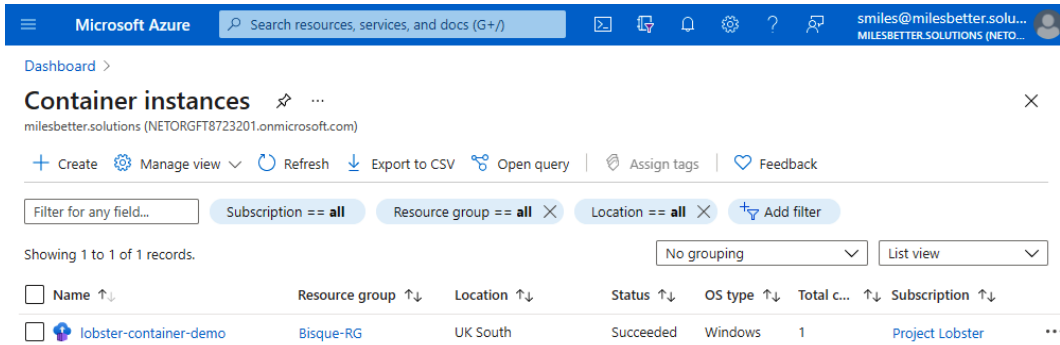 Microsoft Azure Search resources, services, and docs (G+/) smiles@milesbetter.solu...
MILESBETTER.SOLUTIONS (NETO...
Dashboard >
Container instances ...
milesbetter.solutions (NETORGFT8723201.onmicrosoft.com)
+ Create Manage view Refresh Export to CSV Open query Assign tags Feedback
Filter for any field... Subscription == all Resource group == all Location == all Add filter
Showing 1 to 1 of 1 records. No grouping List view
Name Resource group Location Status OS type Total c... Subscription
lobster-container-demo Bisque-RG UK South Succeeded Windows 1 Project Lobster ...